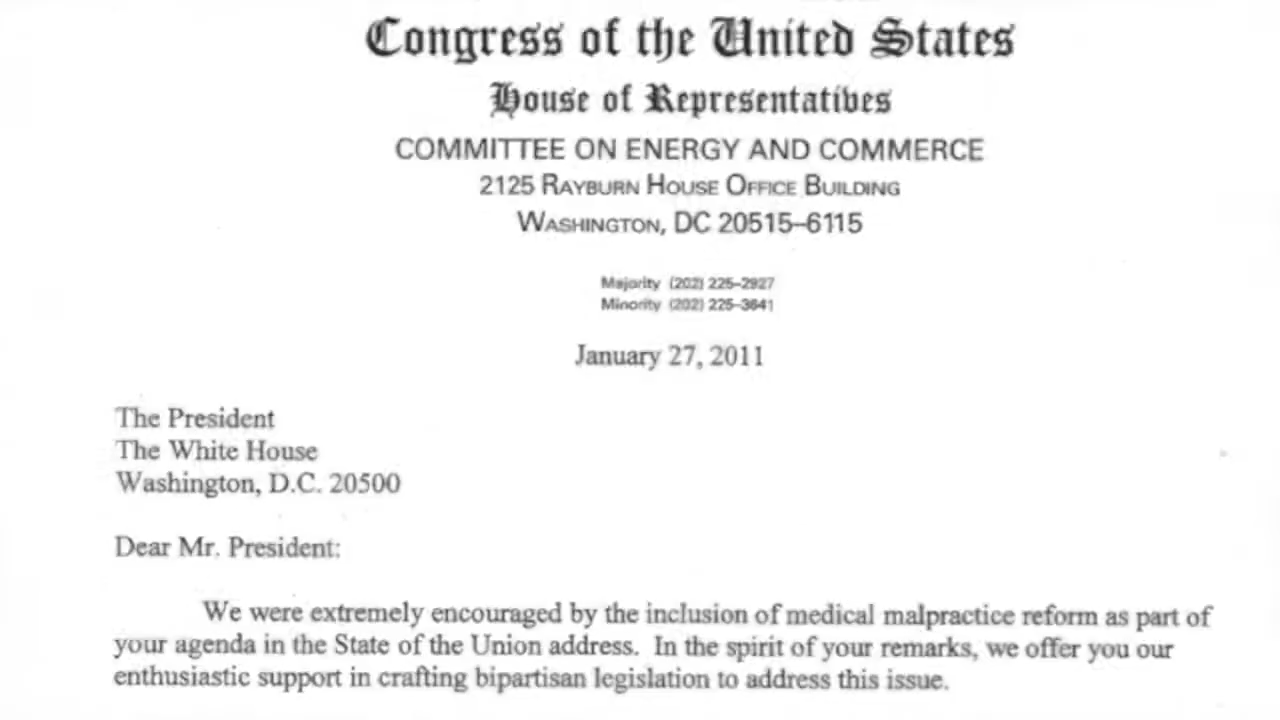 Congress of the United States
House of Representatives
COMMITTEE ON ENERGY AND COMMERCE
2125 RAYBURN HOUSE OFFICE BUILDING
WASHINGTON, DC 20515–6115
Majority (202) 225–2927
Minority (202) 225–3641
January 27, 2011
The President
The White House
Washington, D.C. 20500
Dear Mr. President:
We were extremely encouraged by the inclusion of medical malpractice reform as part of
your agenda in the State of the Union address. In the spirit of your remarks, we offer you our
enthusiastic support in crafting bipartisan legislation to address this issue.